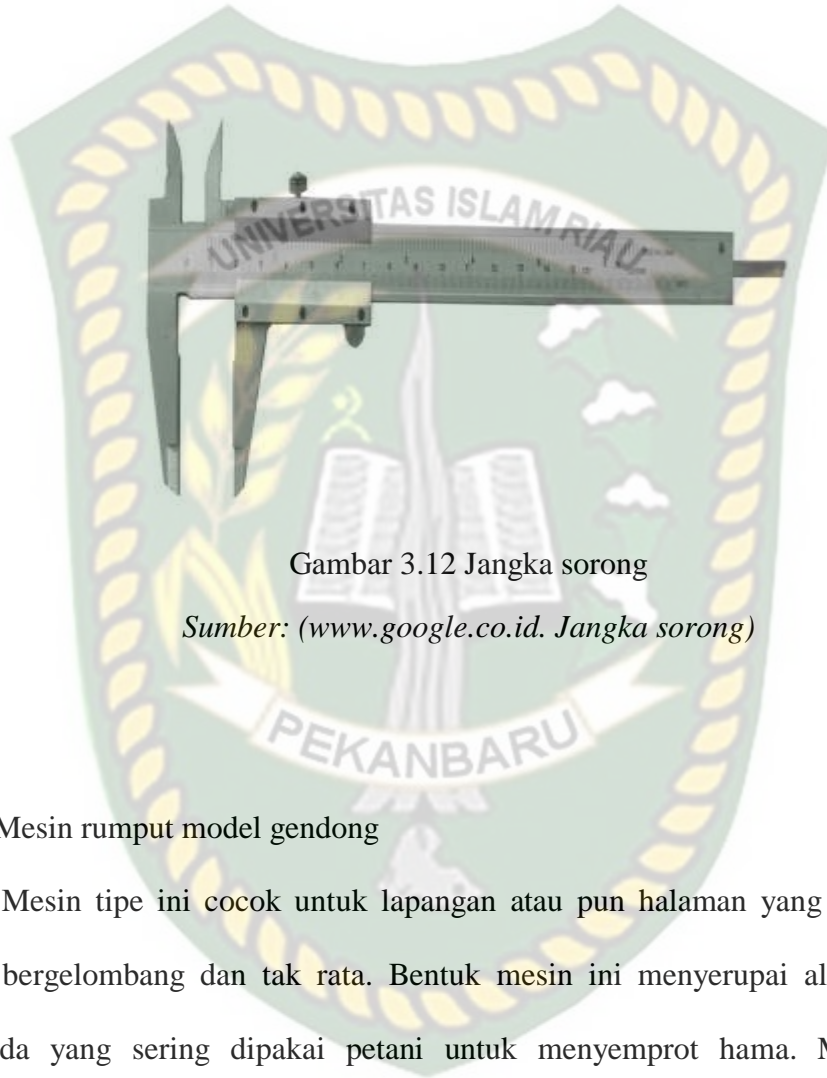 UNIVERSITAS ISLAM RIAU
Gambar 3.12 Jangka sorong
Sumber: (www.google.co.id. Jangka sorong)
PEKANBARU
Mesin rumput model gendong
Mesin tipe ini cocok untuk lapangan atau pun halaman yang
bergelombang dan tak rata. Bentuk mesin ini menyerupai al
da yang sering dipakai petani untuk menyemprot hama. M